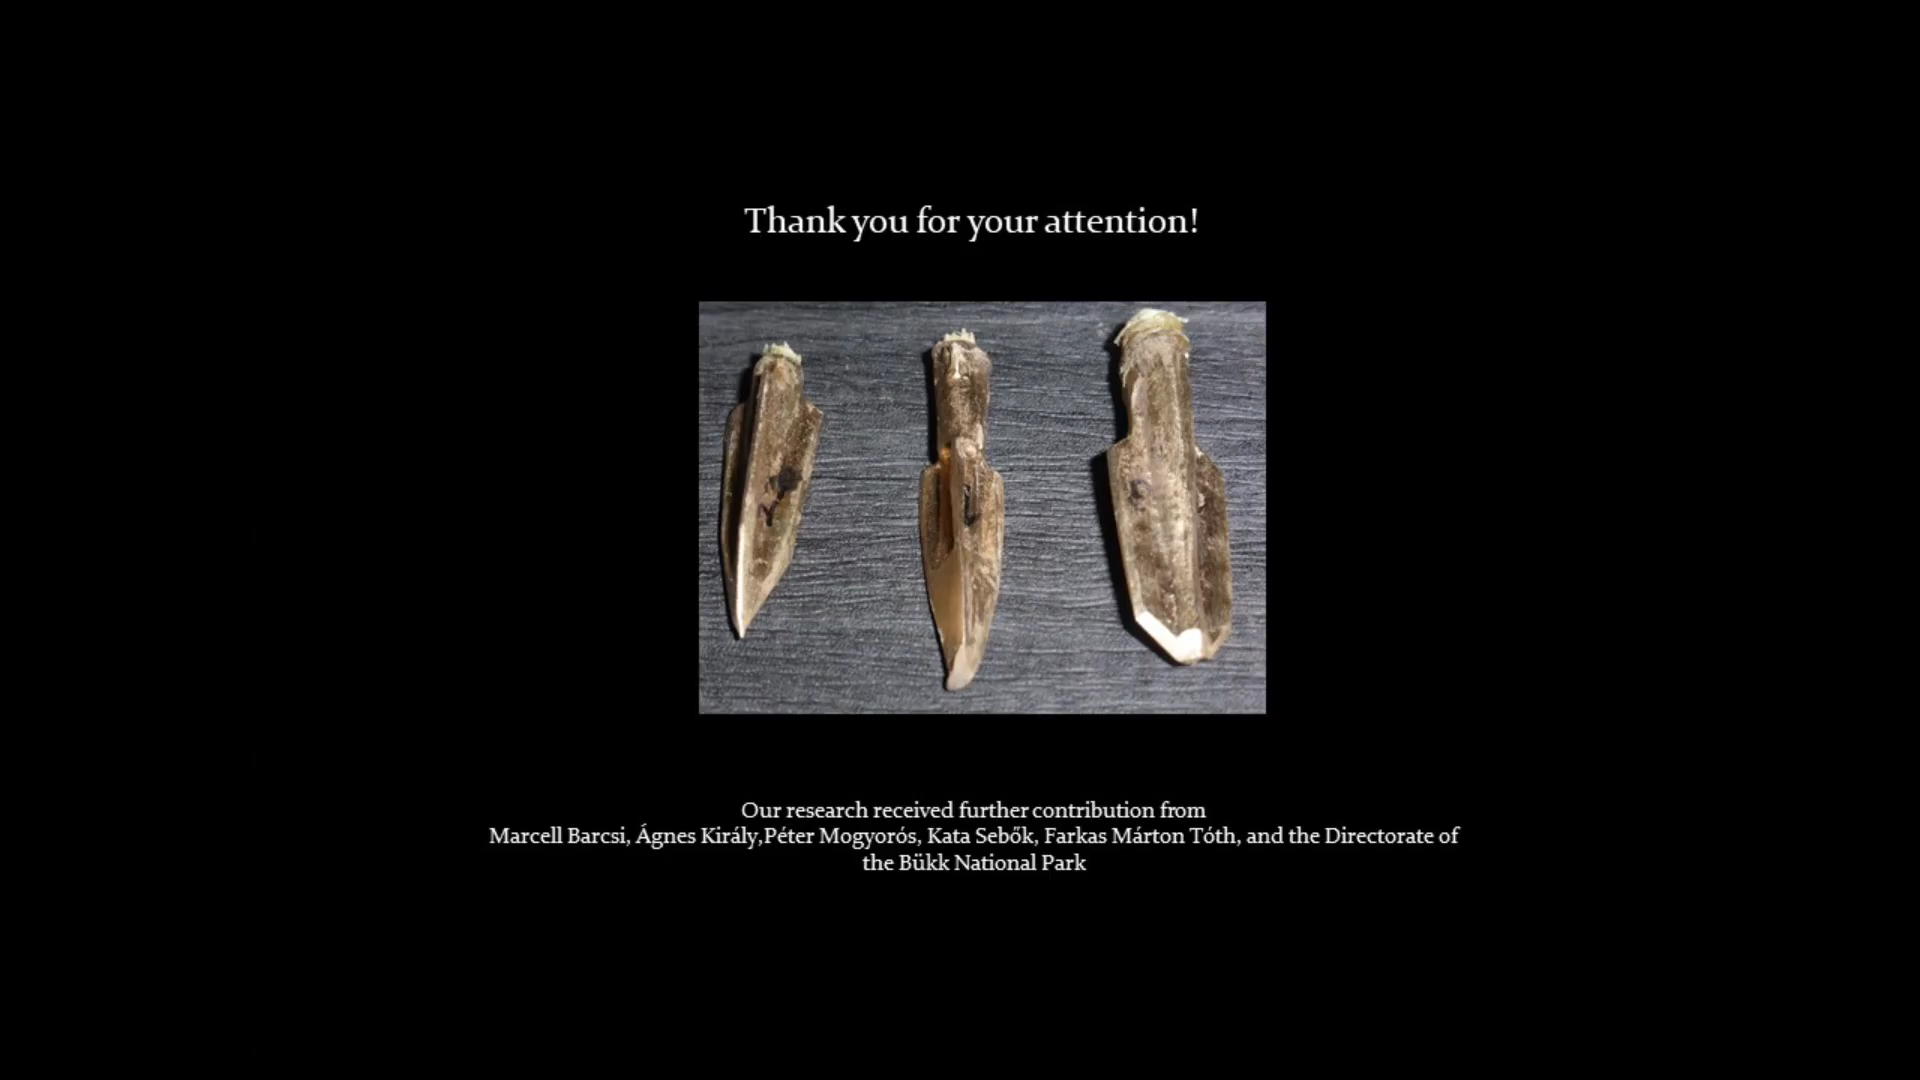 Thank you for your attention!
Our research received further contribution from
Marcell Barcsi, Ágnes Király,Péter Mogyorós, Kata Sebők, Farkas Márton Tóth, and the Directorate of
the Bükk National Park